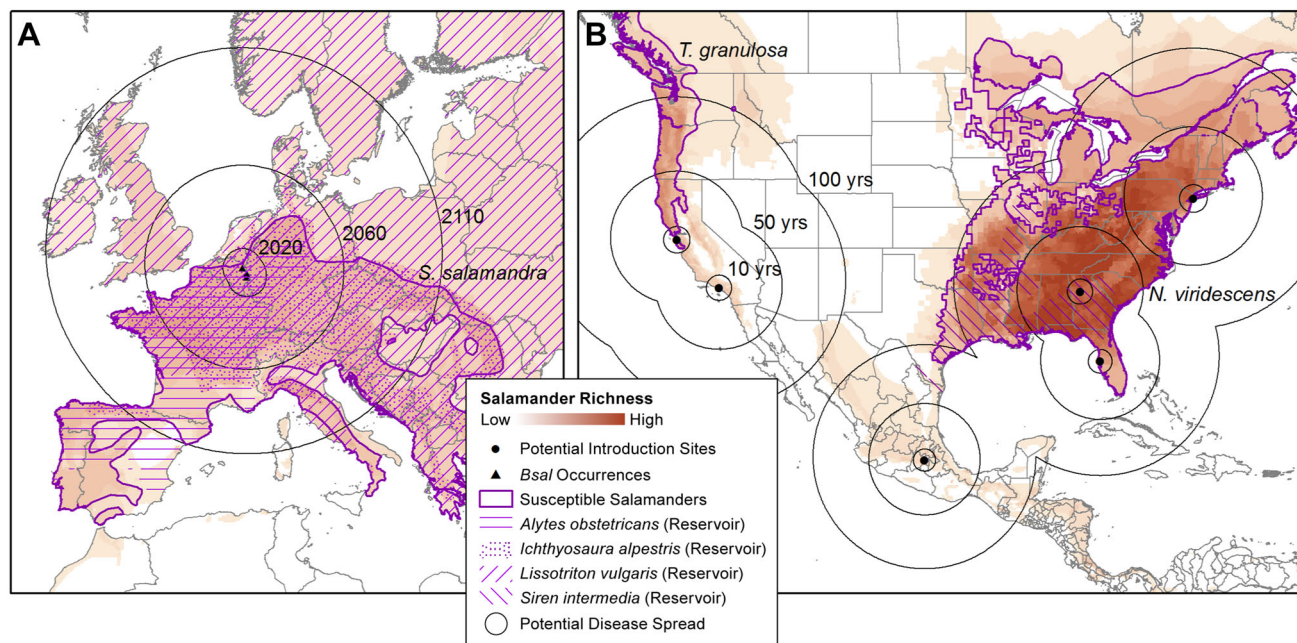 A
2020
2060
2110
S. salamandra
B
T. granulosa
100 yrs
50 yrs
10 yrs
N. viridescens
Salamander Richness
Low High
Potential Introduction Sites
Bsal Occurrences
Susceptible Salamanders
Alytes obstetricans (Reservoir)
Ichthyosaura alpestris (Reservoir)
Lissotriton vulgaris (Reservoir)
Siren intermedia (Reservoir)
Potential Disease Spread